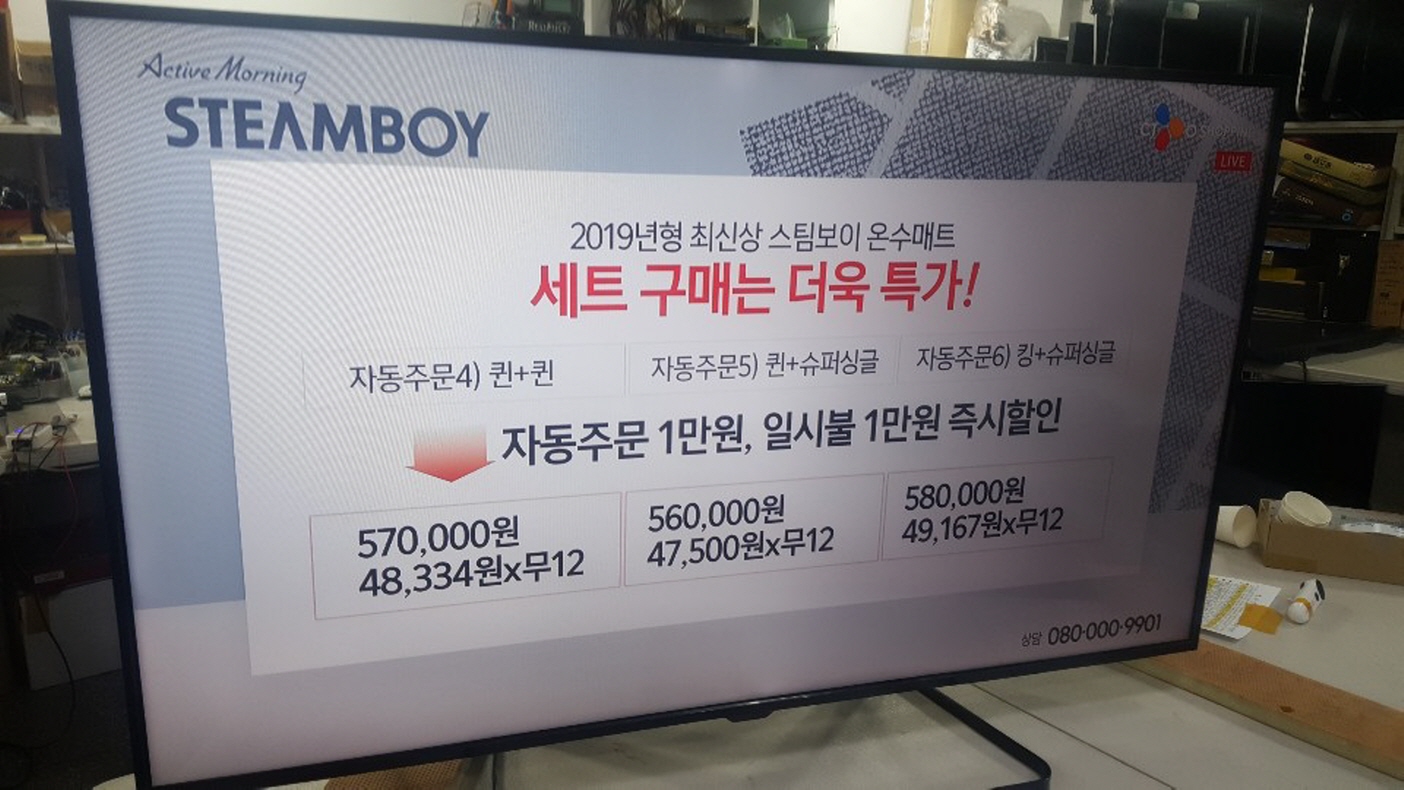 Active Morning
STEAMBOY
LIVE
2019년형 최신상 스팀보이 온수매트
세트 구매는 더욱 특가!
자동주문4) 퀸+퀸
자동주문5) 퀸+슈퍼싱글
자동주문6) 킹+슈퍼싱글
자동주문 1만원, 일시불 1만원 즉시할인
570,000원
48,334원x무12
560,000원
47,500원x무12
580,000원
49,167원x무12
상담 080·000·9901